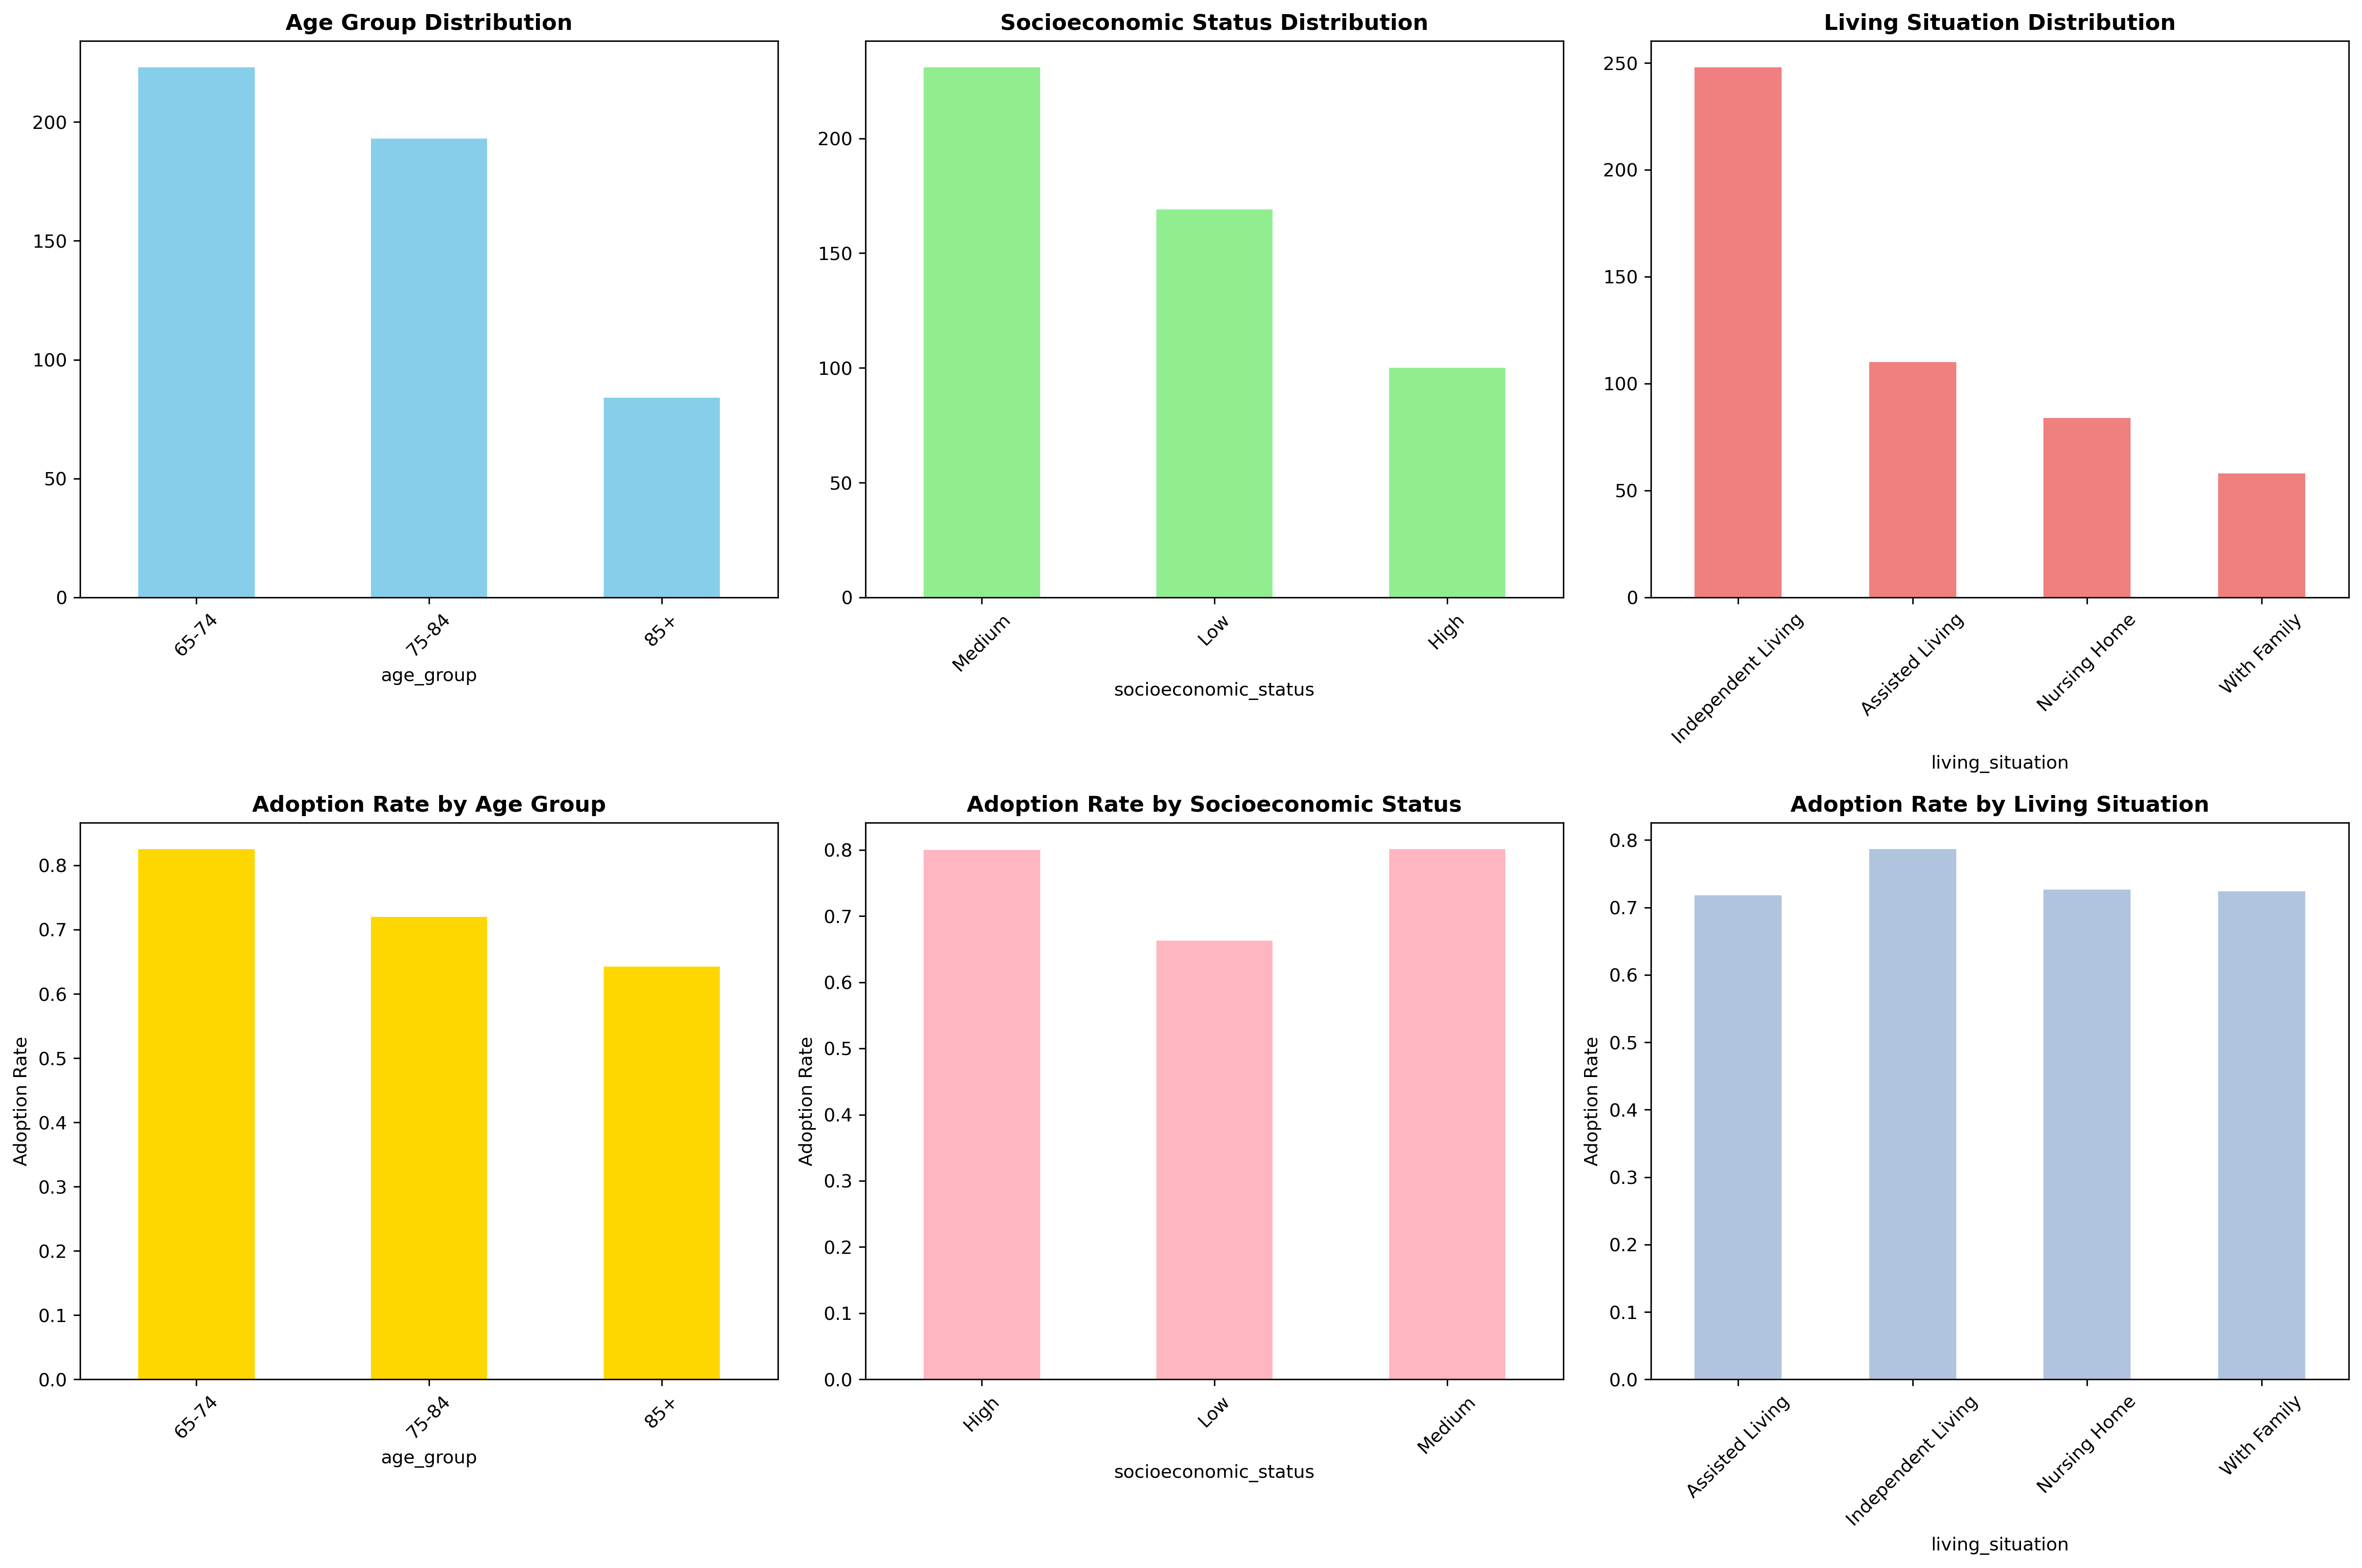 Age Group Distribution
200
150
100
50
0
65-74
75-84
85+
age_group
Socioeconomic Status Distribution
200
150
100
50
0
Medium
Low
High
socioeconomic_status
Living Situation Distribution
250
200
150
100
50
0
Independent Living
Assisted Living
Nursing Home
With Family
living_situation
Adoption Rate by Age Group
Adoption Rate
0.8
0.7
0.6
0.5
0.4
0.3
0.2
0.1
0.0
65-74
75-84
85+
age_group
Adoption Rate by Socioeconomic Status
Adoption Rate
0.8
0.7
0.6
0.5
0.4
0.3
0.2
0.1
0.0
High
Low
Medium
socioeconomic_status
Adoption Rate by Living Situation
Adoption Rate
0.8
0.7
0.6
0.5
0.4
0.3
0.2
0.1
0.0
Assisted Living
Independent Living
Nursing Home
With Family
living_situation